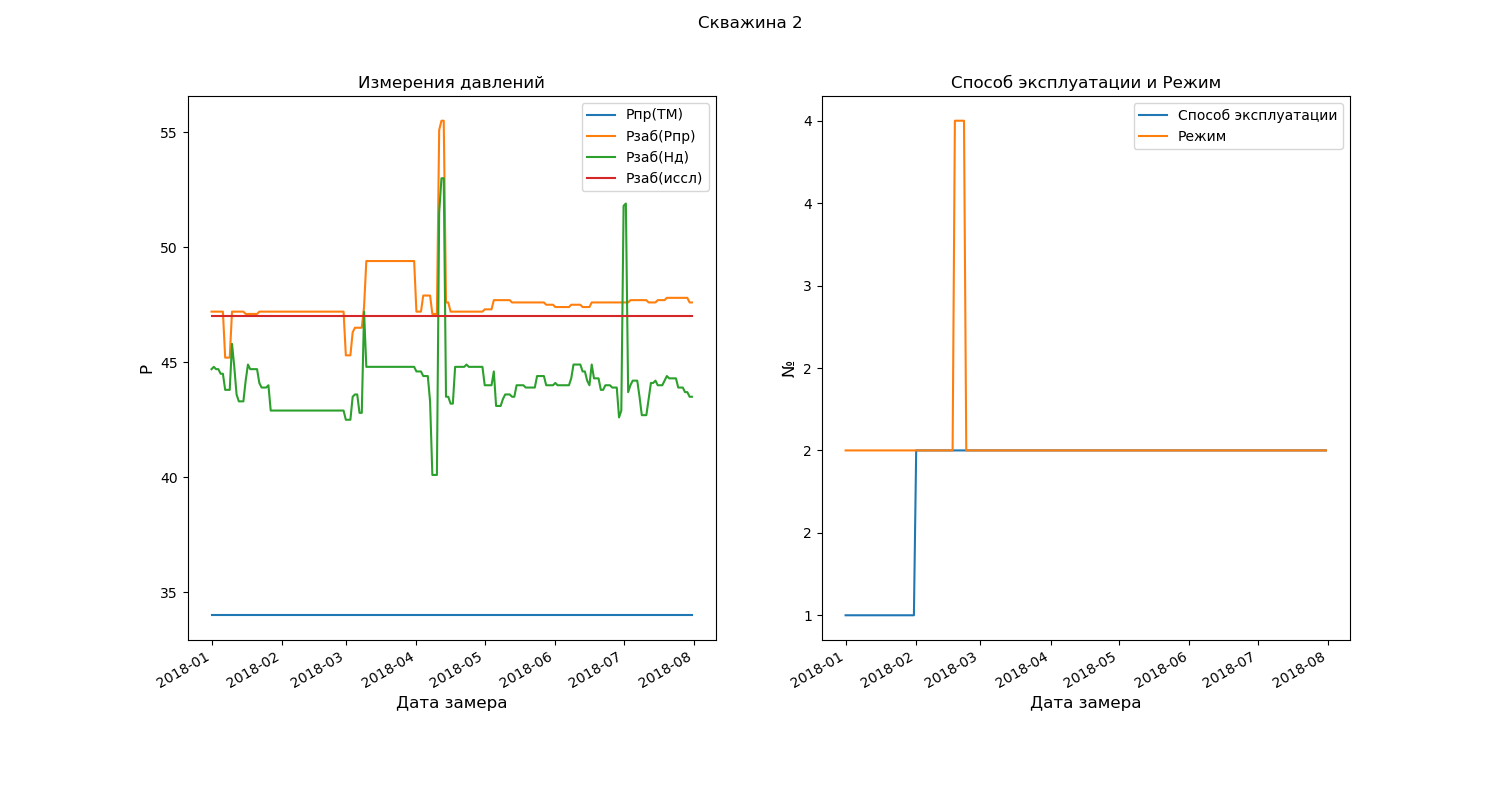 Скважина 2
Измерения давлений
55
50
45
40
35
P
Рпр(ТМ)
Рзаб(Рпр)
Рзаб(Нд)
Рзаб(иссл)
2018-01
2018-02
2018-03
2018-04
2018-05
2018-06
2018-07
2018-08
Дата замера
Способ эксплуатации и Режим
4
4
3
2
2
2
1
№
Способ эксплуатации
Режим
2018-01
2018-02
2018-03
2018-04
2018-05
2018-06
2018-07
2018-08
Дата замера